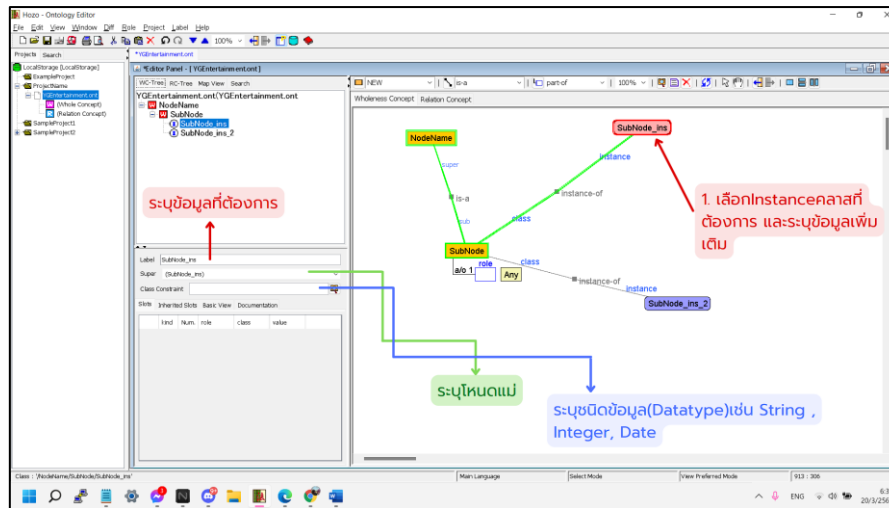 Hozo - Ontology Editor
File Edit View Window Diff Role Project Label Help
100%
Projects Search
*YGEntertainment.ont
LocalStorage [LocalStorage]
ExampleProject
ProjectName
YGEntertainment.ont
(Whole Concept)
(Relation Concept)
SampleProject1
SampleProject2
*Editor Panel - [ YGEntertainment.ont ]
WC-Tree RC-Tree Map View Search
YGEntertainment.ont(YGEntertainment.ont
NodeName
SubNode
SubNode_ins
SubNode_ins_2
ระบุข้อมูลที่ต้องการ
Label SubNode_ins
Super (SubNode_ins)
Class Constraint
Slots Inherited Slots Basic View Documentation
kind Num. role class value
NEW is-a part-of 100%
Wholeness Concept Relation Concept
NodeName
super
is-a
sub
SubNode
a/o 1
role
Any
class
instance-of
instance
SubNode_ins
class
instance-of
instance
SubNode_ins_2
1. เลือกInstanceคลาสที่
ต้องการ และระบุข้อมูลเพิ่ม
เติม
ระบุโหนดแม่
ระบุชนิดข้อมูล(Datatype)เช่น String ,
Integer, Date
Class : '/NodeName/SubNode/SubNode_ins'
Main Language
Select Mode
View Preferred Mode
913 : 306
ENG